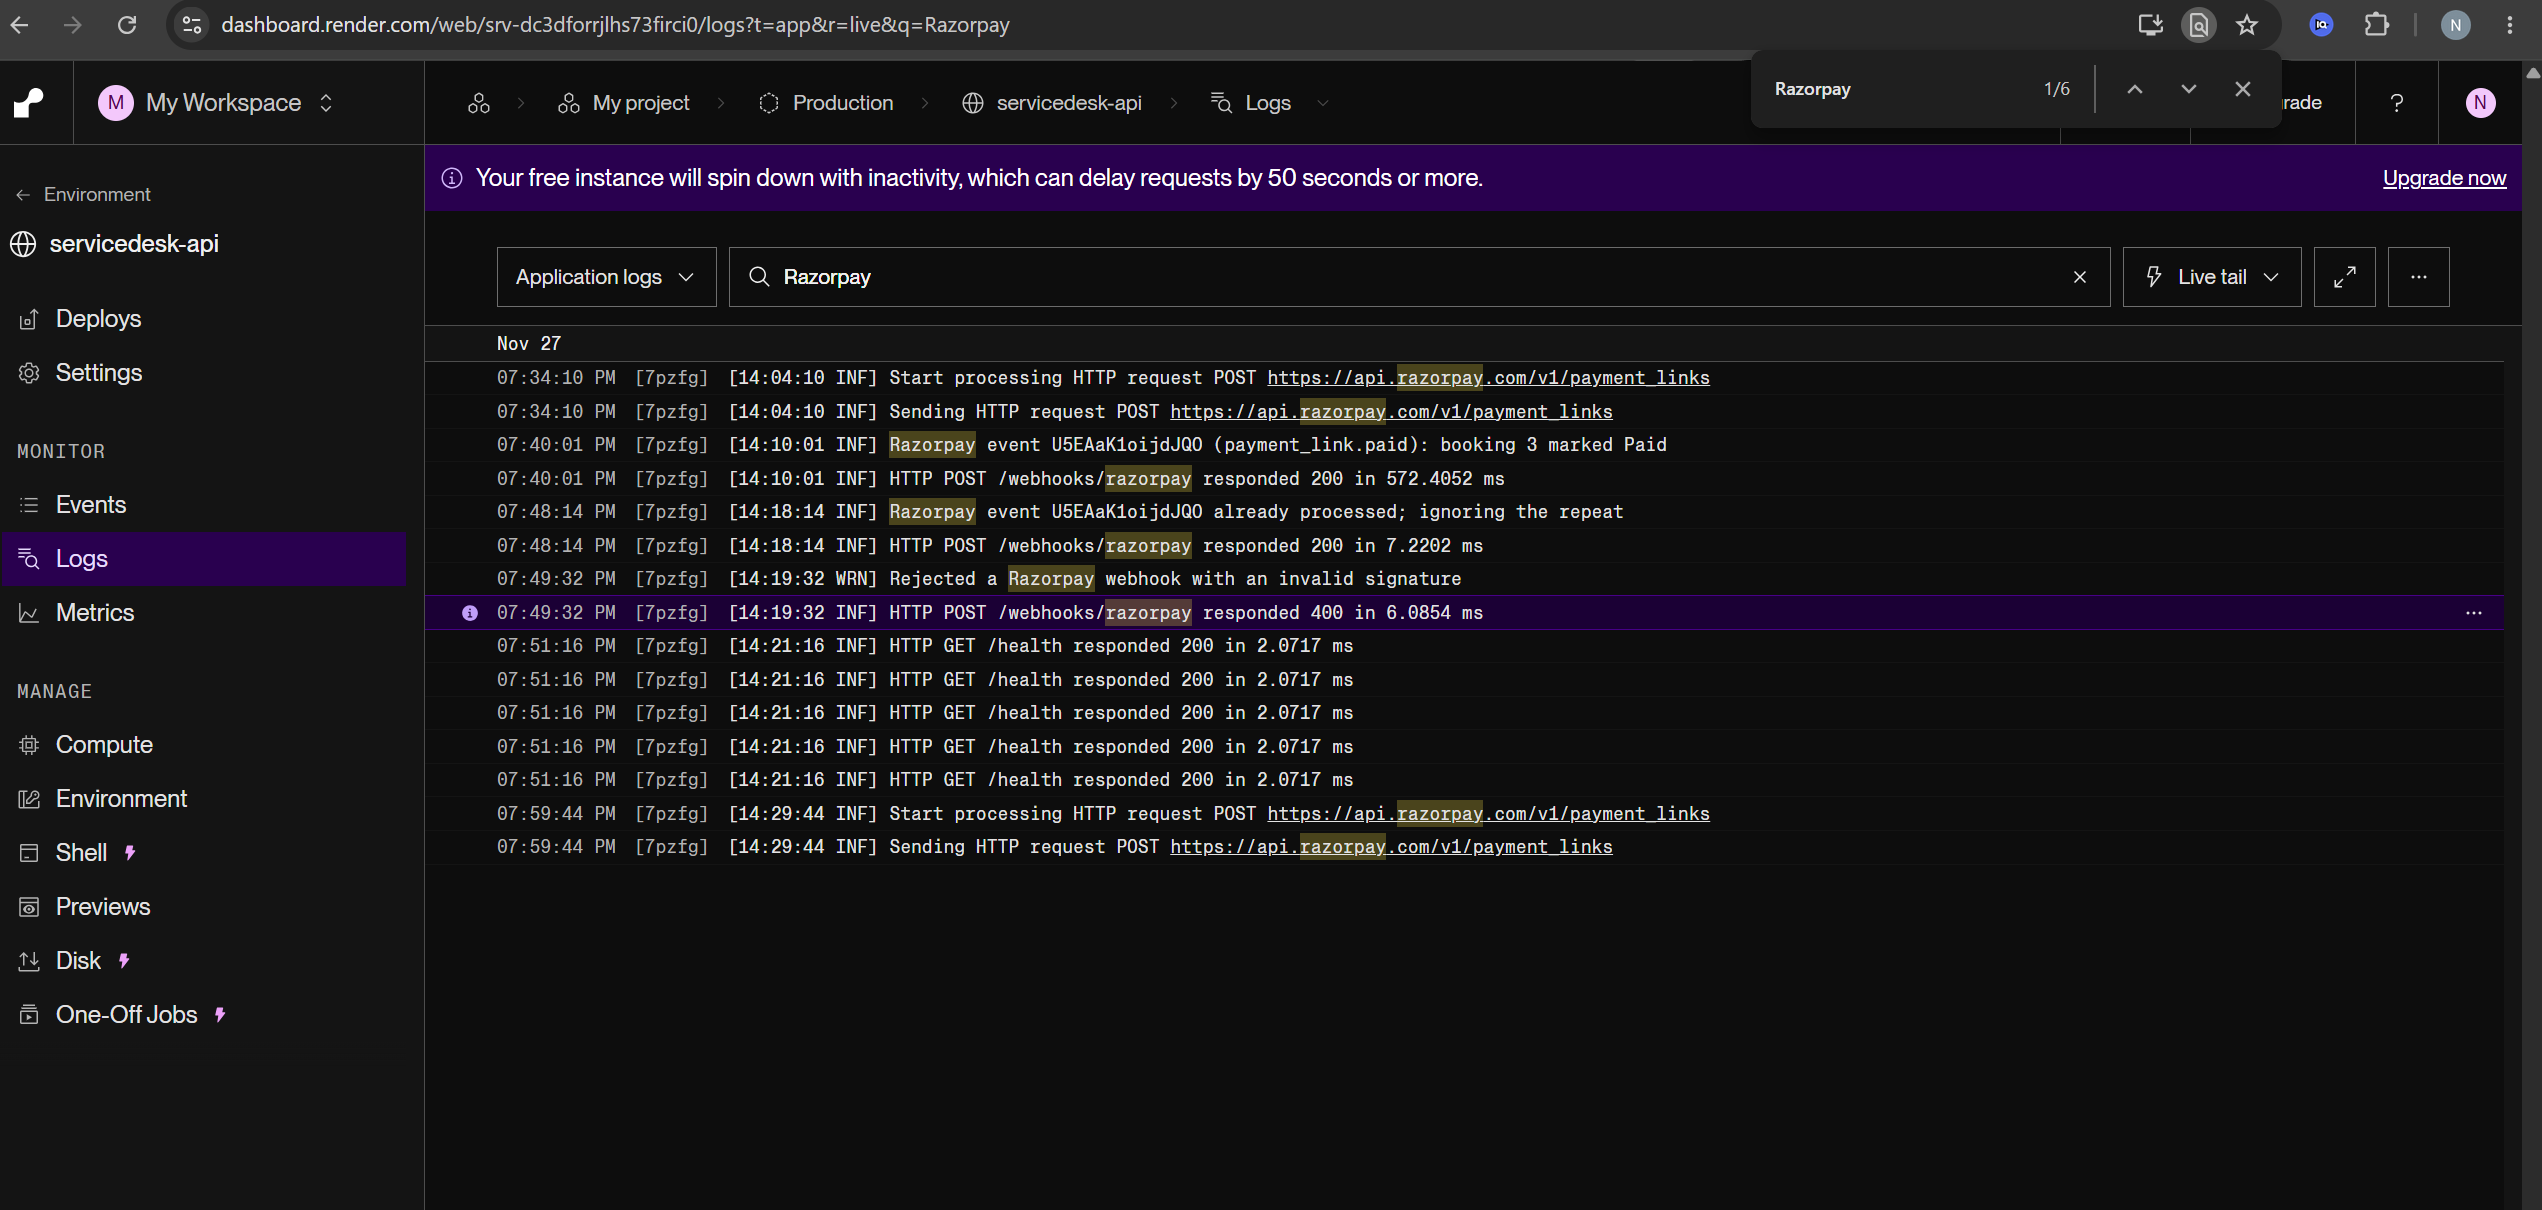 dashboard.render.com/web/srv-dc3dforrjlhs73firci0/logs?t=app&r=live&q=Razorpay
N
M My Workspace
My project
Production
servicedesk-api
Logs
Razorpay 1/6
rade
?
N
Your free instance will spin down with inactivity, which can delay requests by 50 seconds or more.
Upgrade now
Environment
servicedesk-api
Deploys
Settings
MONITOR
Events
Logs
Metrics
MANAGE
Compute
Environment
Shell
Previews
Disk
One-Off Jobs
Application logs
Razorpay
Live tail
Nov 27
07:34:10 PM [7pzfg] [14:04:10 INF] Start processing HTTP request POST https://api.razorpay.com/v1/payment_links
07:34:10 PM [7pzfg] [14:04:10 INF] Sending HTTP request POST https://api.razorpay.com/v1/payment_links
07:40:01 PM [7pzfg] [14:10:01 INF] Razorpay event U5EAaK1oijdJQO (payment_link.paid): booking 3 marked Paid
07:40:01 PM [7pzfg] [14:10:01 INF] HTTP POST /webhooks/razorpay responded 200 in 572.4052 ms
07:48:14 PM [7pzfg] [14:18:14 INF] Razorpay event U5EAaK1oijdJQO already processed; ignoring the repeat
07:48:14 PM [7pzfg] [14:18:14 INF] HTTP POST /webhooks/razorpay responded 200 in 7.2202 ms
07:49:32 PM [7pzfg] [14:19:32 WRN] Rejected a Razorpay webhook with an invalid signature
07:49:32 PM [7pzfg] [14:19:32 INF] HTTP POST /webhooks/razorpay responded 400 in 6.0854 ms
07:51:16 PM [7pzfg] [14:21:16 INF] HTTP GET /health responded 200 in 2.0717 ms
07:51:16 PM [7pzfg] [14:21:16 INF] HTTP GET /health responded 200 in 2.0717 ms
07:51:16 PM [7pzfg] [14:21:16 INF] HTTP GET /health responded 200 in 2.0717 ms
07:51:16 PM [7pzfg] [14:21:16 INF] HTTP GET /health responded 200 in 2.0717 ms
07:51:16 PM [7pzfg] [14:21:16 INF] HTTP GET /health responded 200 in 2.0717 ms
07:59:44 PM [7pzfg] [14:29:44 INF] Start processing HTTP request POST https://api.razorpay.com/v1/payment_links
07:59:44 PM [7pzfg] [14:29:44 INF] Sending HTTP request POST https://api.razorpay.com/v1/payment_links